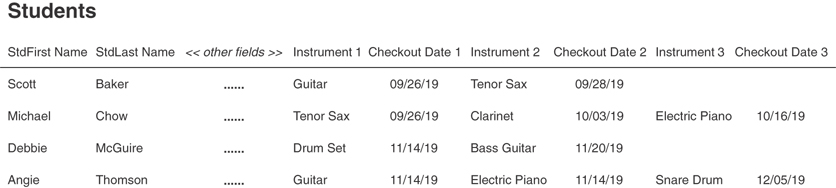 Students
StdFirst Name StdLast Name << other fields >> Instrument 1 Checkout Date 1 Instrument 2 Checkout Date 2 Instrument 3 Checkout Date 3
Scott Baker ...... Guitar 09/26/19 Tenor Sax 09/28/19
Michael Chow ...... Tenor Sax 09/26/19 Clarinet 10/03/19 Electric Piano 10/16/19
Debbie McGuire ...... Drum Set 11/14/19 Bass Guitar 11/20/19
Angie Thomson ...... Guitar 11/14/19 Electric Piano 11/14/19 Snare Drum 12/05/19